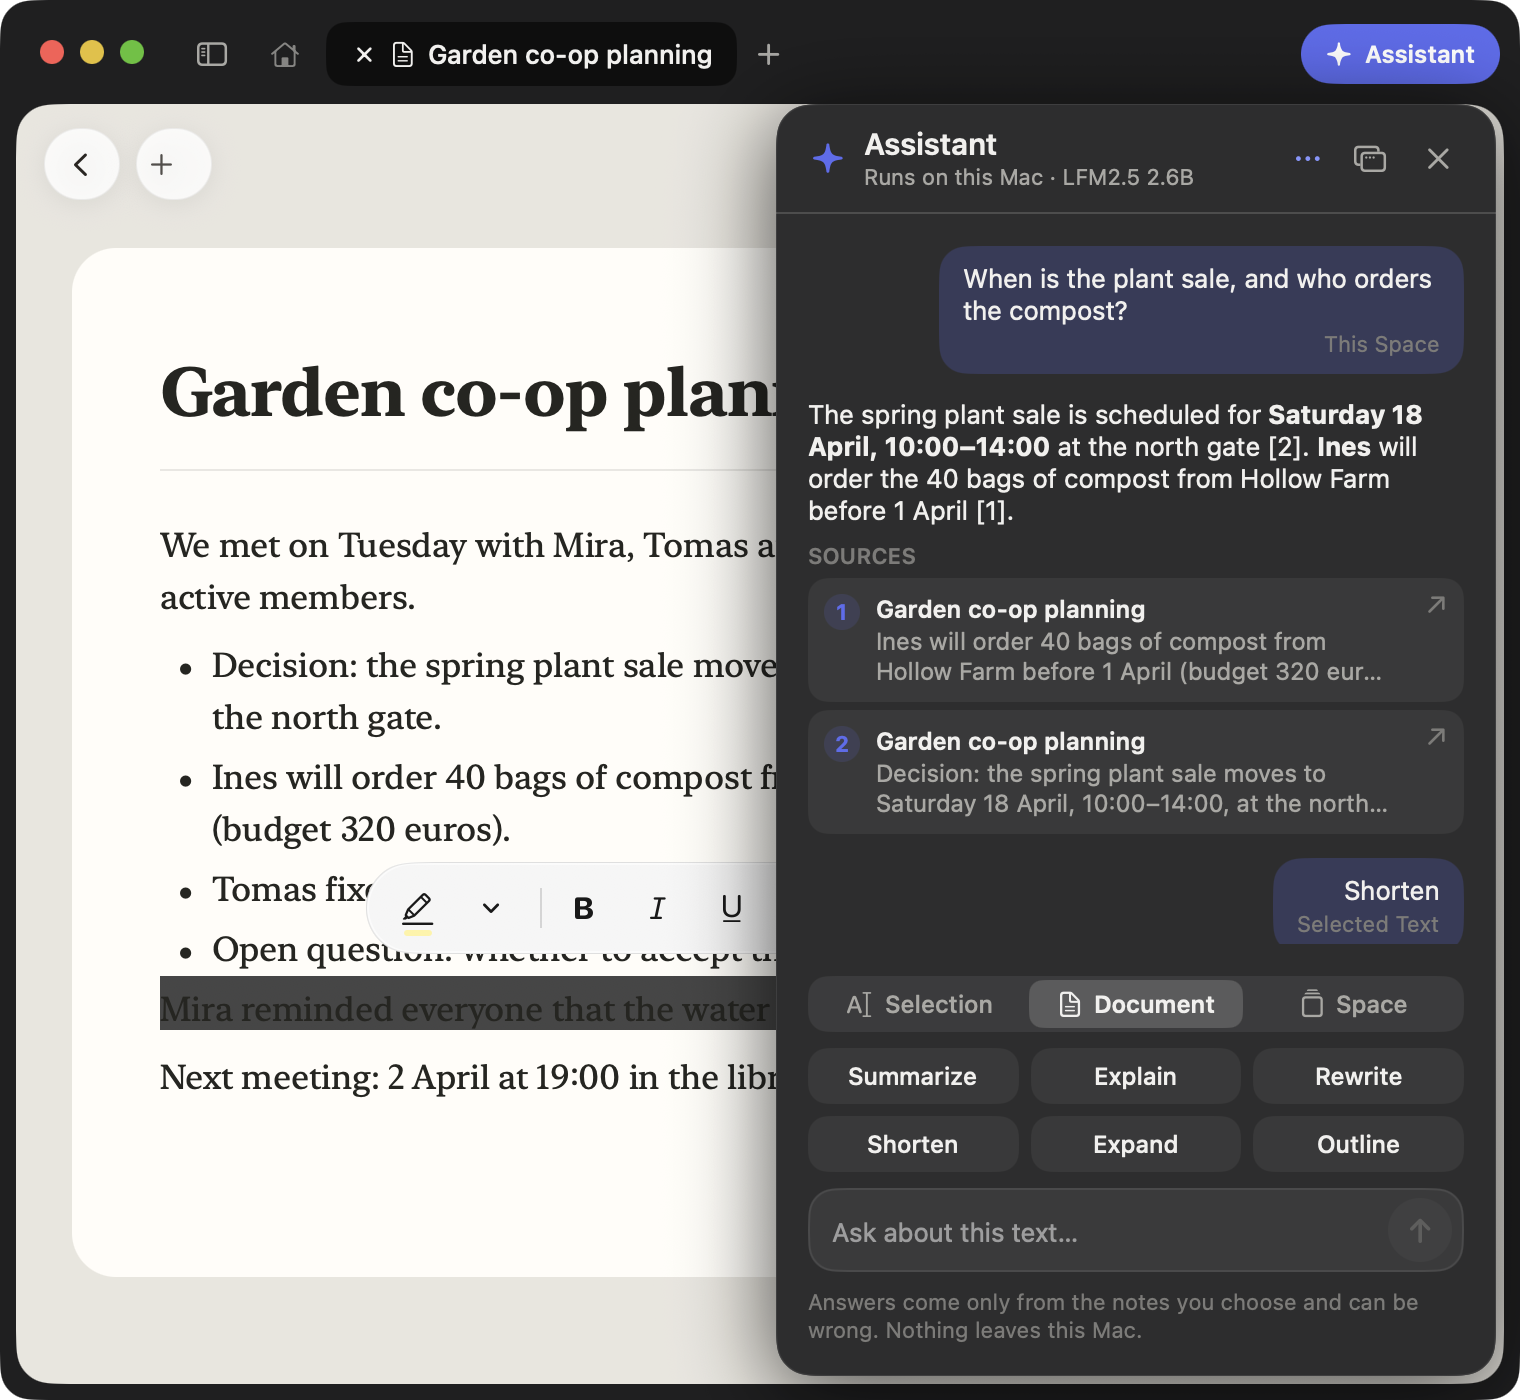 Garden co-op planning
Assistant
Garden co-op plan
We met on Tuesday with Mira, Tomas
active members.
Decision: the spring plant sale move
the north gate.
Ines will order 40 bags of compost
(budget 320 euros).
Tomas
B I U
Open question: whether to accept
Mira reminded everyone that the water
Next meeting: 2 April at 19:00 in the
Assistant
Runs on this Mac · LFM2.5 2.6B
When is the plant sale, and who orders
the compost?
This Space
The spring plant sale is scheduled for Saturday 18
April, 10:00–14:00 at the north gate [2]. Ines will
order the 40 bags of compost from Hollow Farm
before 1 April [1].
SOURCES
1 Garden co-op planning
Ines will order 40 bags of compost from
Hollow Farm before 1 April (budget 320 eur...
2 Garden co-op planning
Decision: the spring plant sale moves to
Saturday 18 April, 10:00–14:00, at the north...
Shorten
Selected Text
Selection Document Space
Summarize Explain Rewrite
Shorten Expand Outline
Ask about this text...
Answers come only from the notes you choose and can be
wrong. Nothing leaves this Mac.